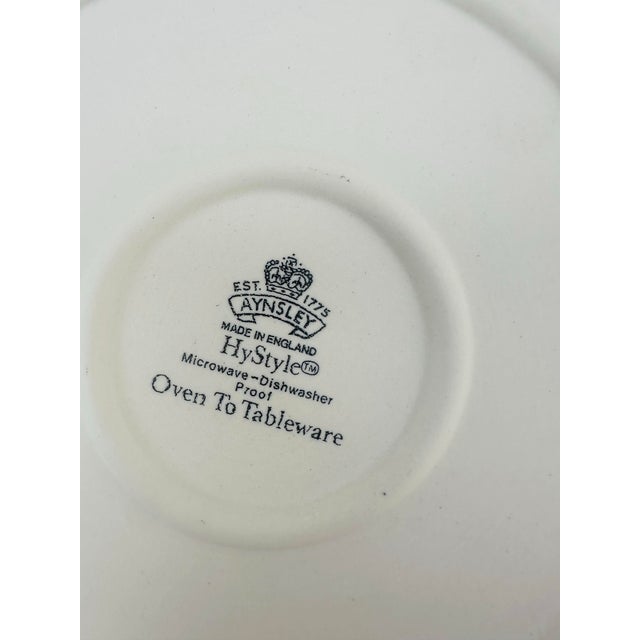 EST. 1775
AYNSLEY
MADE IN ENGLAND
HyStyle™
Microwave-Dishwasher
Proof
Oven To Tableware